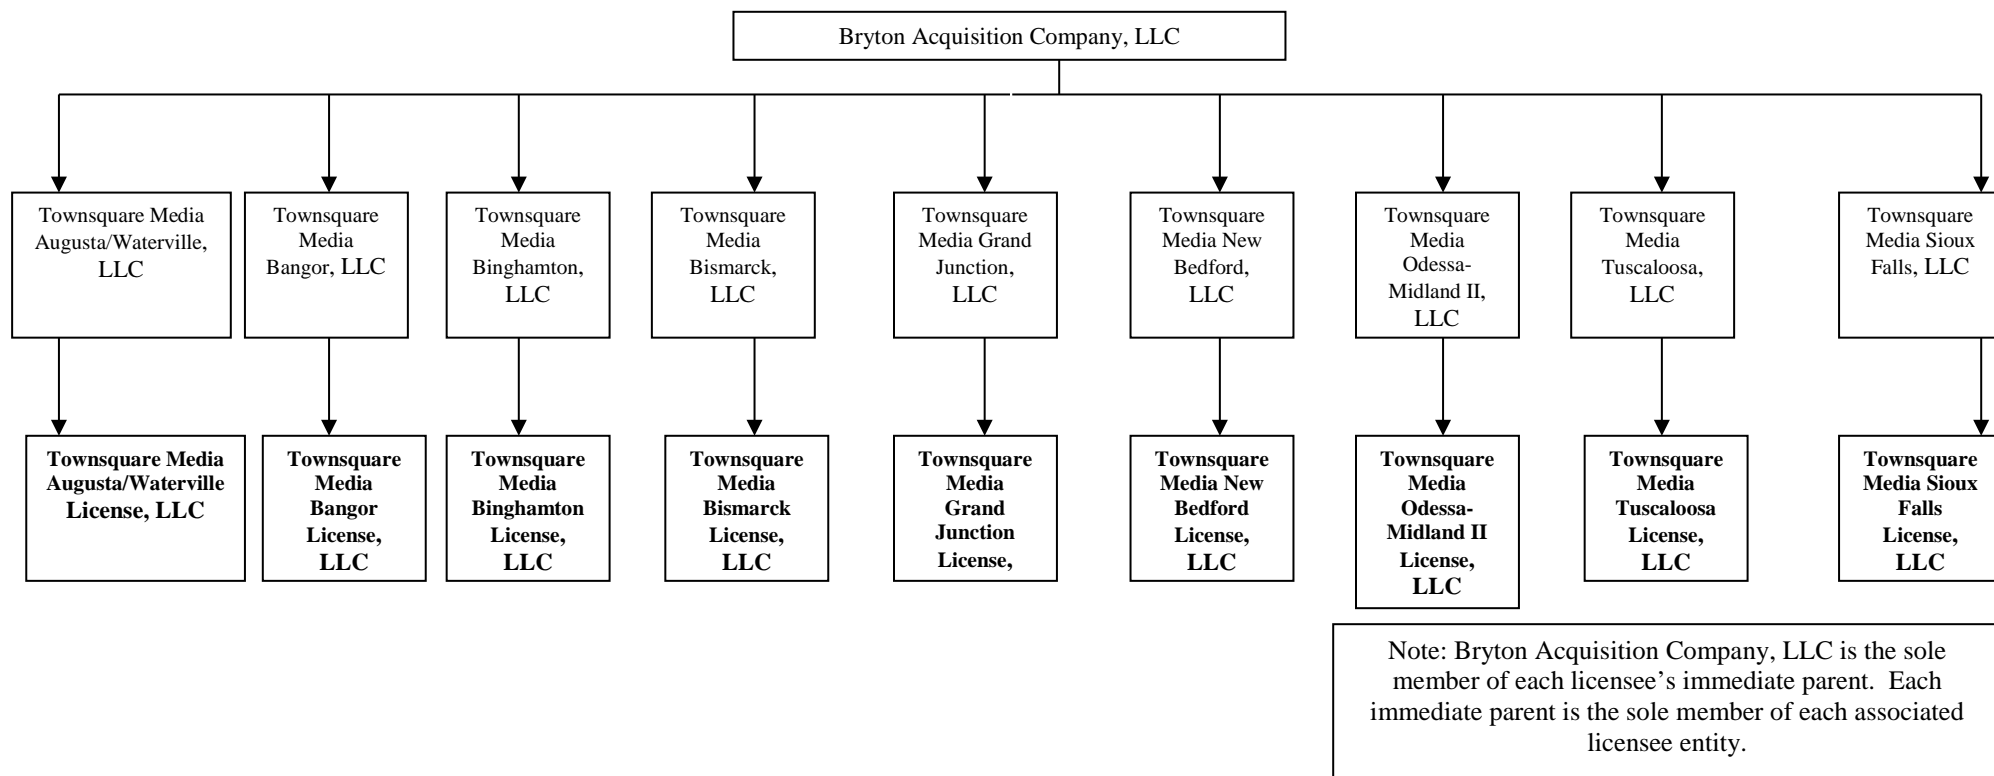 Bryton Acquisition Company, LLC
Townsquare Media
Augusta/Waterville,
LLC
Townsquare
Media
Bangor, LLC
Townsquare
Media
Binghamton,
LLC
Townsquare
Media
Bismarck,
LLC
Townsquare
Media Grand
Junction,
LLC
Townsquare
Media New
Bedford,
LLC
Townsquare
Media
Odessa-
Midland II,
LLC
Townsquare
Media
Tuscaloosa,
LLC
Townsquare
Media Sioux
Falls, LLC
Townsquare Media
Augusta/Waterville
License, LLC
Townsquare
Media
Bangor
License,
LLC
Townsquare
Media
Binghamton
License,
LLC
Townsquare
Media
Bismarck
License,
LLC
Townsquare
Media
Grand
Junction
License,
Townsquare
Media New
Bedford
License,
LLC
Townsquare
Media
Odessa-
Midland II
License,
LLC
Townsquare
Media
Tuscaloosa
License,
LLC
Townsquare
Media Sioux
Falls
License,
LLC
Note: Bryton Acquisition Company, LLC is the sole
member of each licensee’s immediate parent.  Each
immediate parent is the sole member of each associated
licensee entity.